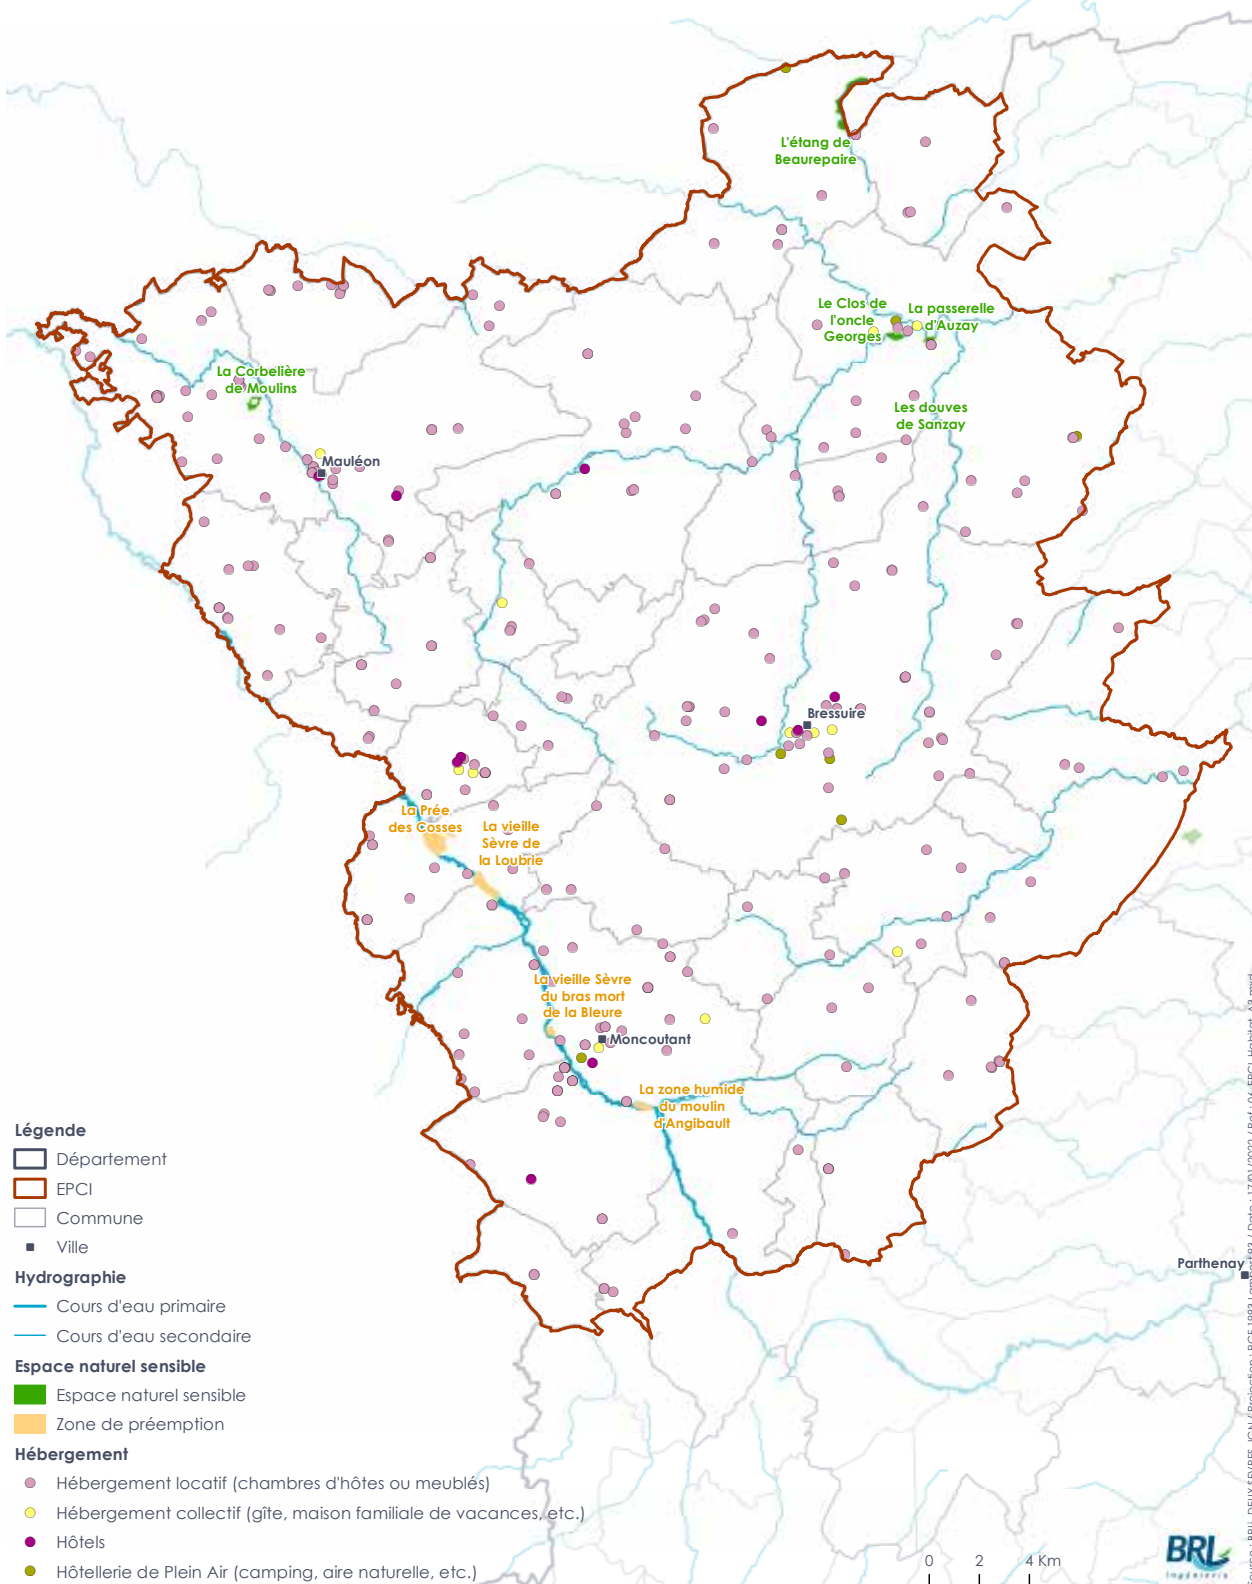 L'étang de
Beaurepaire
Le Clos de
l'oncle
Georges
La passerelle
d'Auzay
La Corbelière
de Moulins
Les douves
de Sanzay
Mauléon
Bressuire
La Prée
des Cosses
La vieille
Sèvre de
la Loubrie
La vieille Sèvre
du bras mort
de la Bleure
Moncoutant
La zone humide
du moulin
d'Angibault
Parthenay
Légende
Département
EPCI
Commune
Ville
Hydrographie
Cours d'eau primaire
Cours d'eau secondaire
Espace naturel sensible
Espace naturel sensible
Zone de préemption
Hébergement
Hébergement locatif (chambres d'hôtes ou meublés)
Hébergement collectif (gîte, maison familiale de vacances, etc.)
Hôtels
Hôtellerie de Plein Air (camping, aire naturelle, etc.)
0 2 4 Km
BRL
Ingénierie